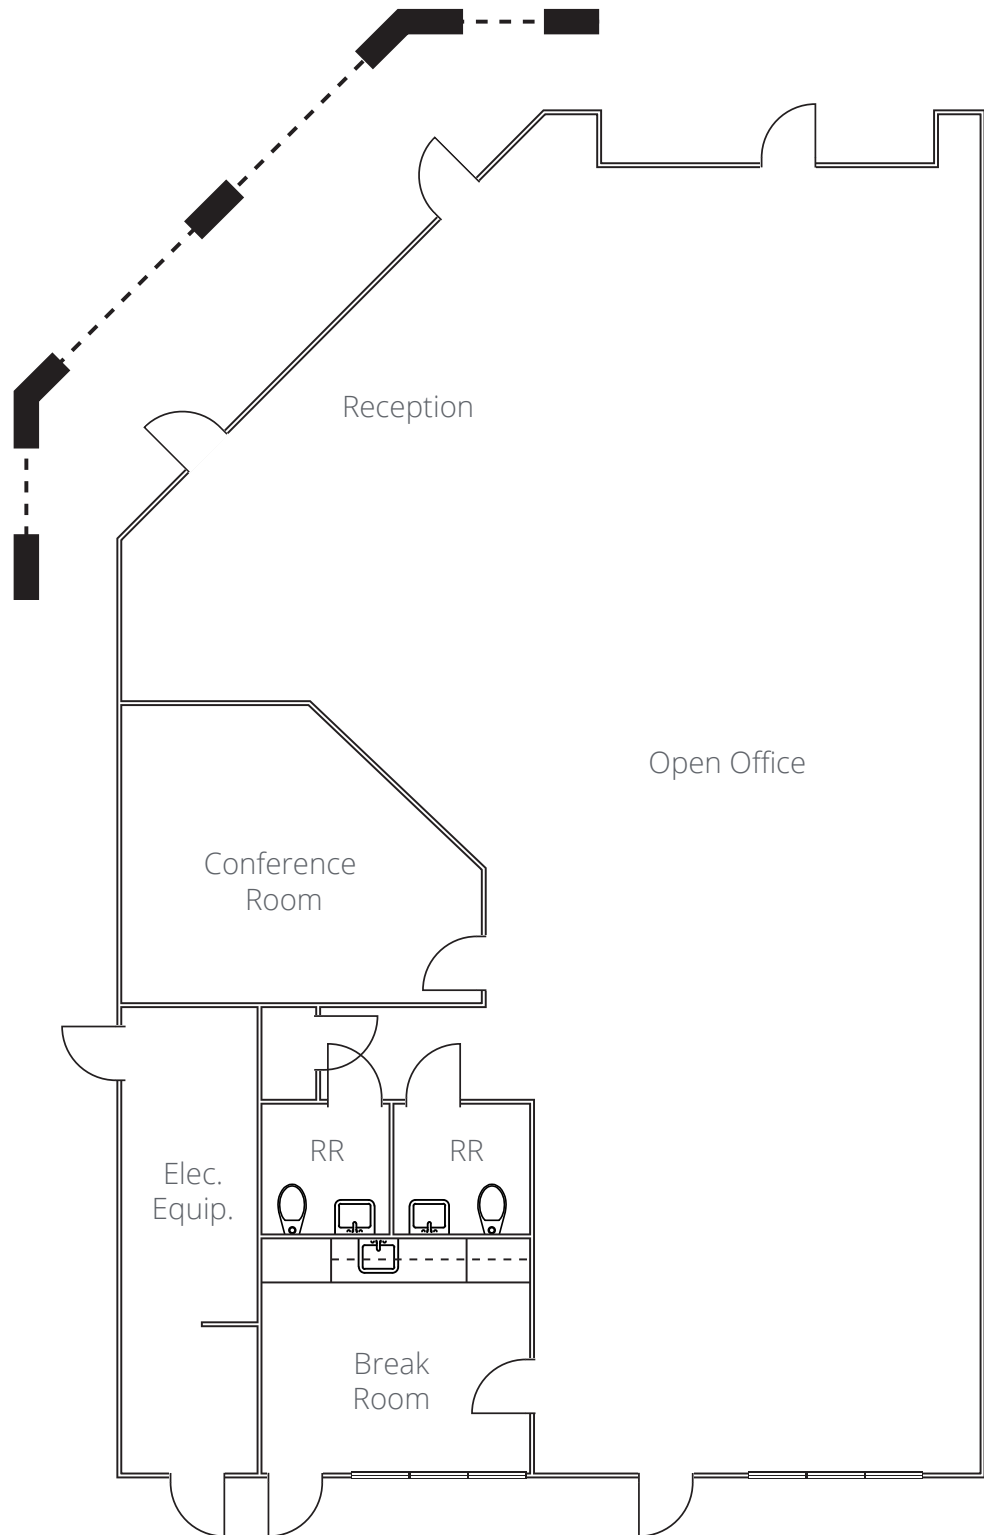 Reception
Open Office
Conference
Room
RR
RR
Elec.
Equip.
Break
Room